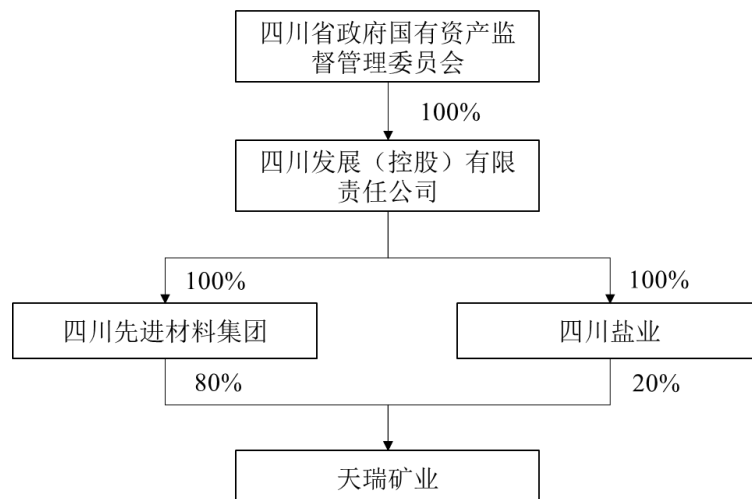 四川省政府国有资产监
督管理委员会
100%
四川发展（控股）有限
责任公司
100%
100%
四川先进材料集团
四川盐业
80%
20%
天瑞矿业